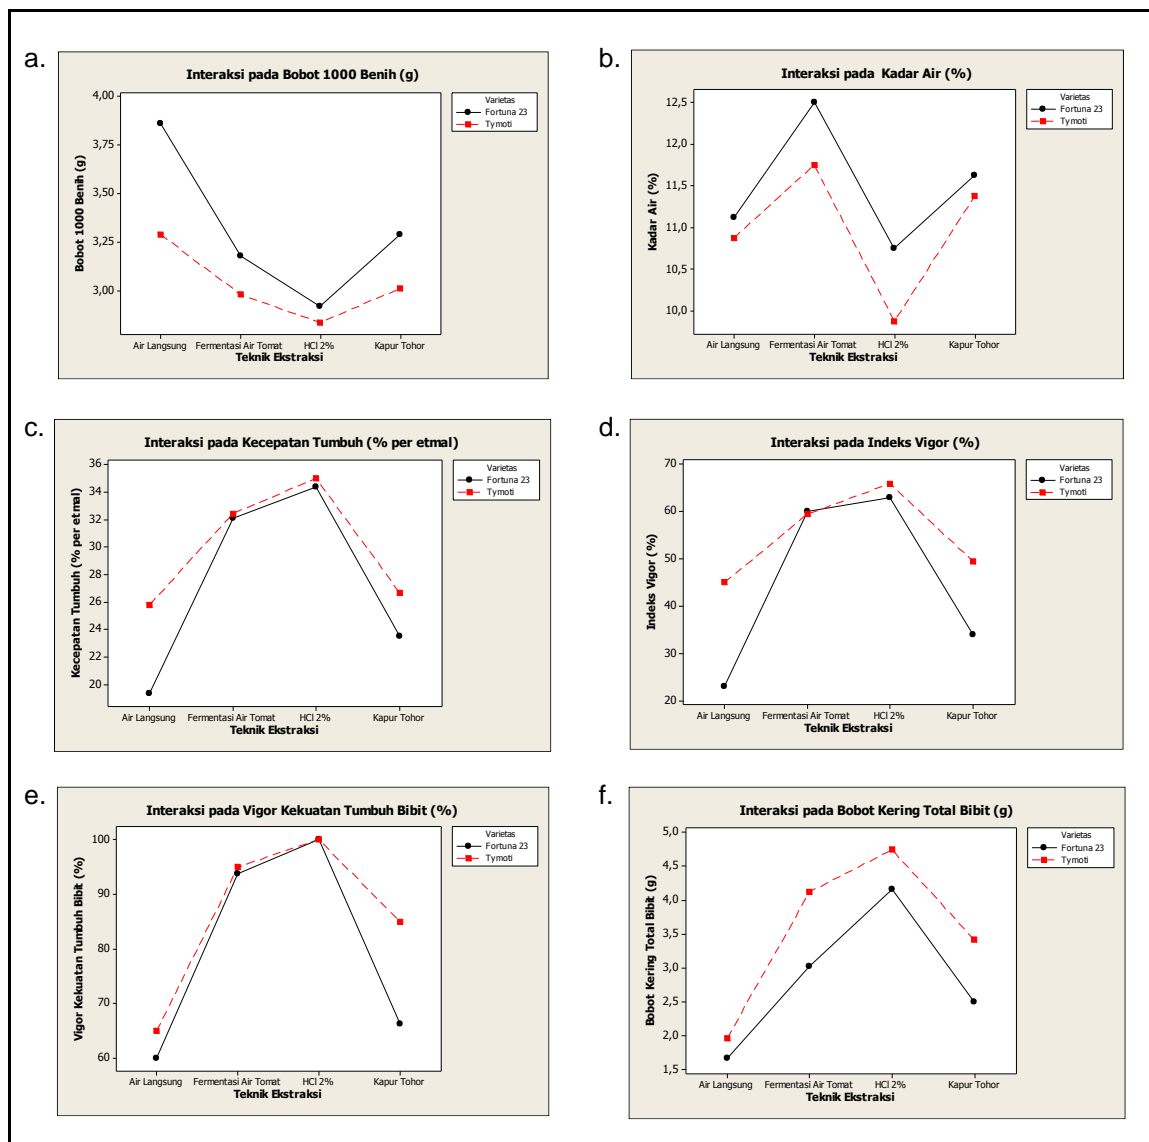 a.
Interaksi pada Bobot 1000 Benih (g)
4,00
3,75
3,50
3,25
3,00
Bobot 1000 Benih (g)
Air Langsung Fermentasi Air Tomat HCl 2% Kapur Tohor
Teknik Ekstraksi
Varietas
Fortuna 23
Tymoti
b.
Interaksi pada Kadar Air (%)
12,5
12,0
11,5
11,0
10,5
10,0
Kadar Air (%)
Air Langsung Fermentasi Air Tomat HCl 2% Kapur Tohor
Teknik Ekstraksi
Varietas
Fortuna 23
Tymoti
c.
Interaksi pada Kecepatan Tumbuh (% per etmal)
36
34
32
30
28
26
24
22
20
Kecepatan Tumbuh (% per etmal)
Air Langsung Fermentasi Air Tomat HCl 2% Kapur Tohor
Teknik Ekstraksi
Varietas
Fortuna 23
Tymoti
d.
Interaksi pada Indeks Vigor (%)
70
60
50
40
30
20
Indeks Vigor (%)
Air Langsung Fermentasi Air Tomat HCl 2% Kapur Tohor
Teknik Ekstraksi
Varietas
Fortuna 23
Tymoti
e.
Interaksi pada Vigor Kekuatan Tumbuh Bibit (%)
100
90
80
70
60
Vigor Kekuatan Tumbuh Bibit (%)
Air Langsung Fermentasi Air Tomat HCl 2% Kapur Tohor
Teknik Ekstraksi
Varietas
Fortuna 23
Tymoti
f.
Interaksi pada Bobot Kering Total Bibit (g)
5,0
4,5
4,0
3,5
3,0
2,5
2,0
1,5
Bobot Kering Total Bibit (g)
Air Langsung Fermentasi Air Tomat HCl 2% Kapur Tohor
Teknik Ekstraksi
Varietas
Fortuna 23
Tymoti